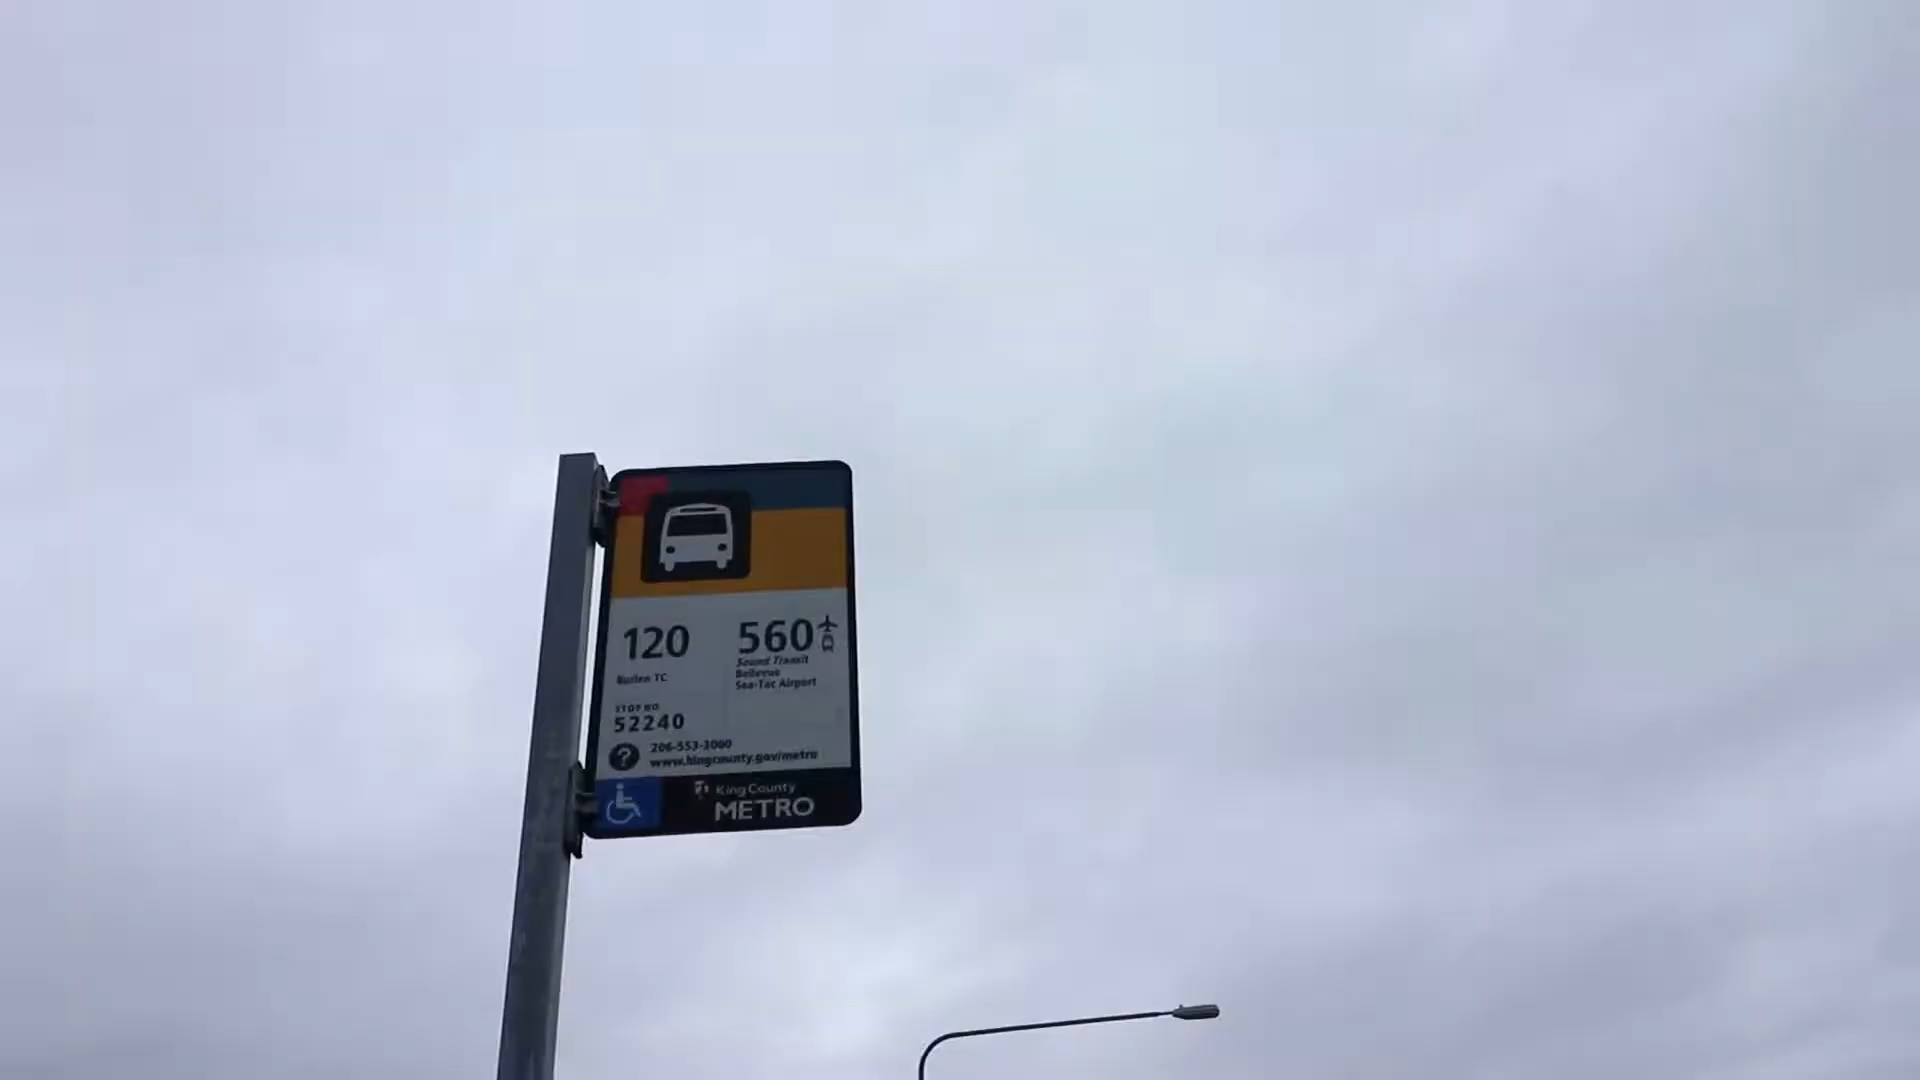 120
Burien TC
560
Sound Transit
Bellevue
Sea-Tac Airport
STOP NO
52240
?
206-553-3000
www.kingcounty.gov/metro
King County
METRO